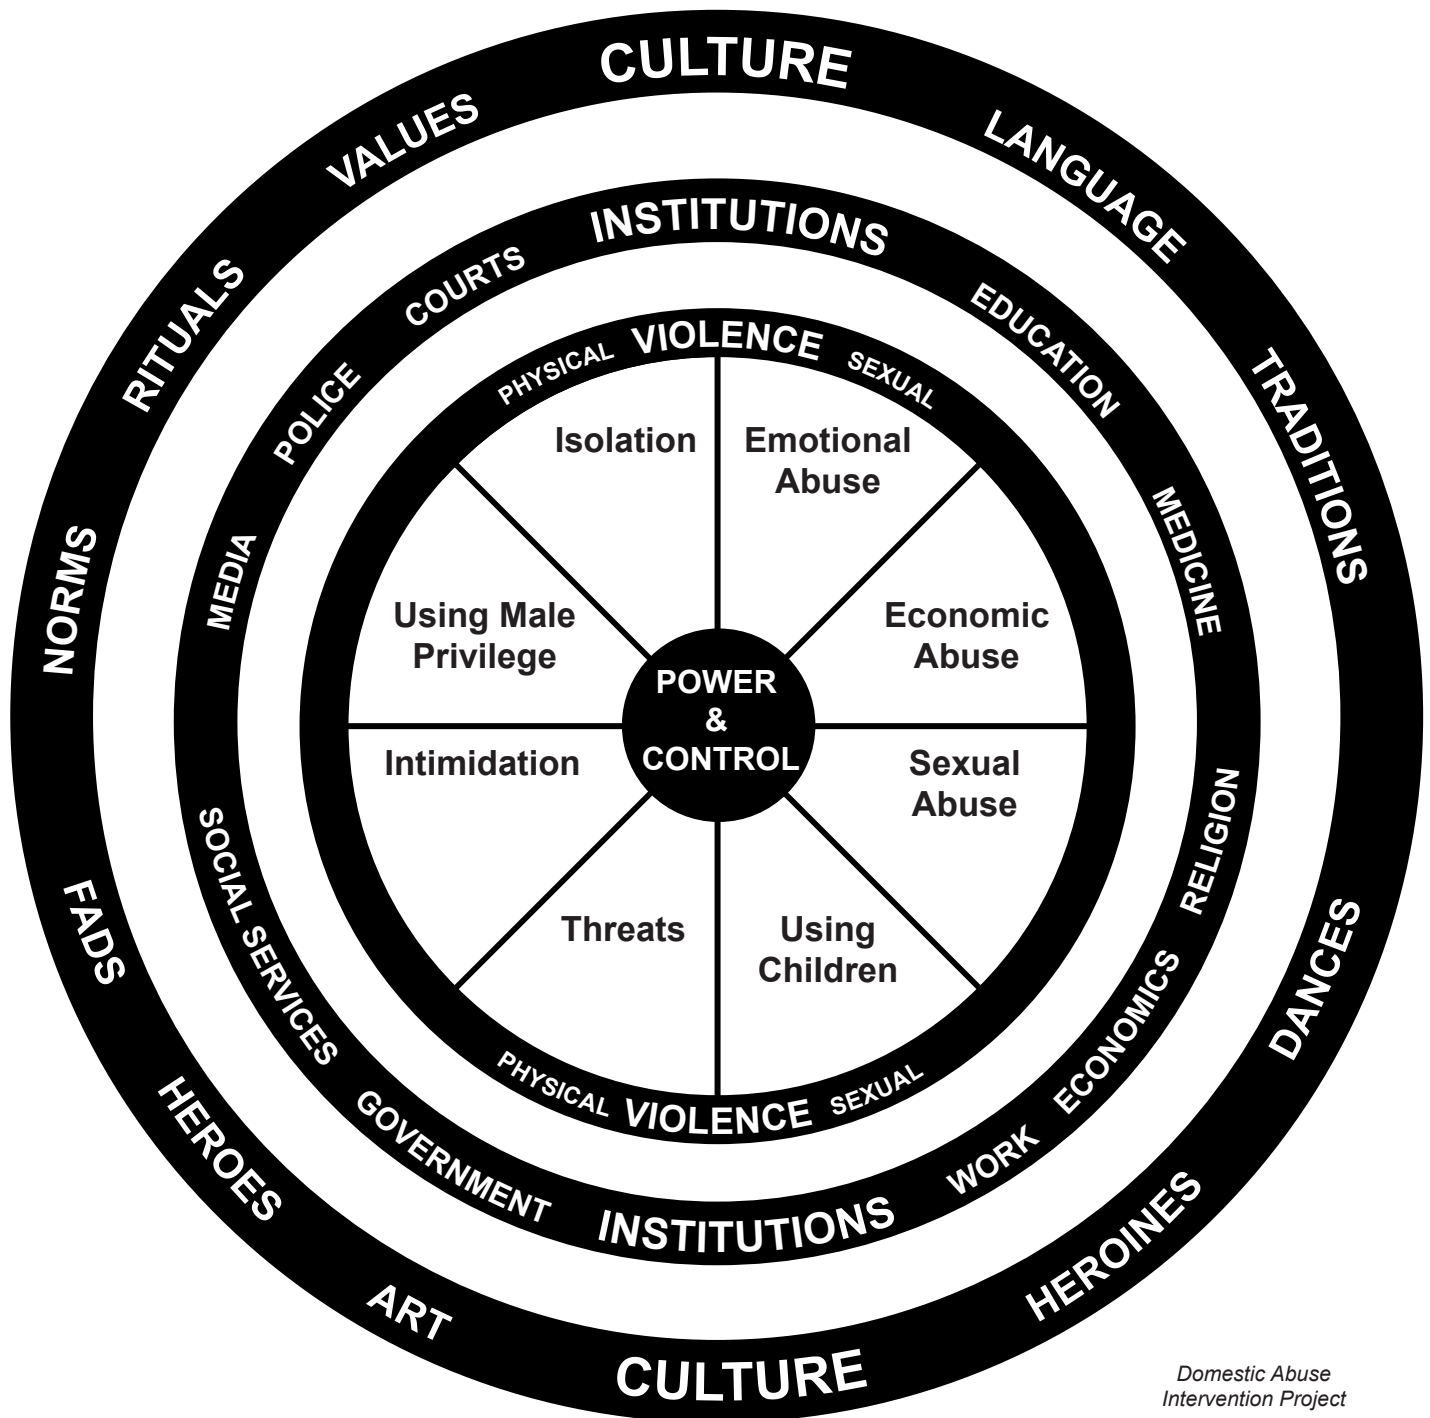 CULTURE
LANGUAGE
TRADITIONS
DANCES
HEROINES
CULTURE
ART
HEROES
FADS
NORMS
RITUALS
VALUES
INSTITUTIONS
EDUCATION
MEDICINE
RELIGION
ECONOMICS
WORK
INSTITUTIONS
GOVERNMENT
SOCIAL SERVICES
MEDIA
POLICE
COURTS
PHYSICAL VIOLENCE SEXUAL
Isolation
Emotional
Abuse
Economic
Abuse
Sexual
Abuse
Using
Children
Threats
Intimidation
Using Male
Privilege
POWER
&
CONTROL
PHYSICAL VIOLENCE SEXUAL
Domestic Abuse
Intervention Project